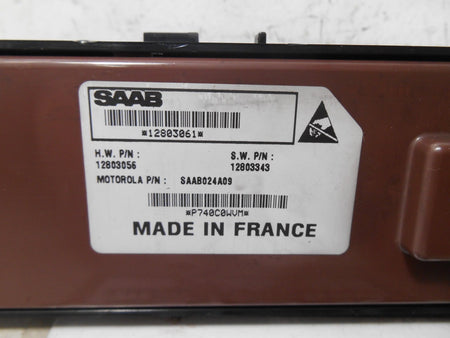 SAAB
*12803061*
H.W. P/N : S.W. P/N :
12803056 12803343
MOTOROLA P/N : SAAB024A09
*P740C0WVM*
MADE IN FRANCE